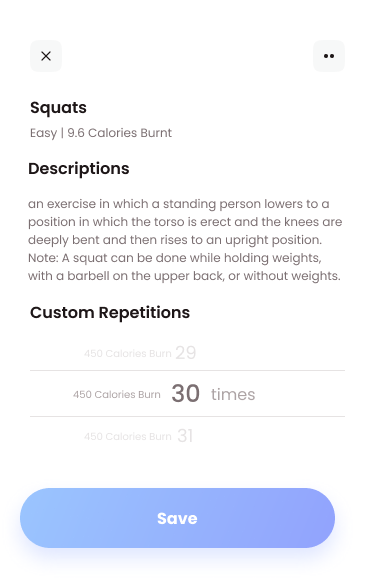 Squats
Easy | 9.6 Calories Burnt
Descriptions
an exercise in which a standing person lowers to a
position in which the torso is erect and the knees are
deeply bent and then rises to an upright position.
Note: A squat can be done while holding weights,
with a barbell on the upper back, or without weights.
Custom Repetitions
450 Calories Burn 29
450 Calories Burn 30 times
450 Calories Burn 31
Save